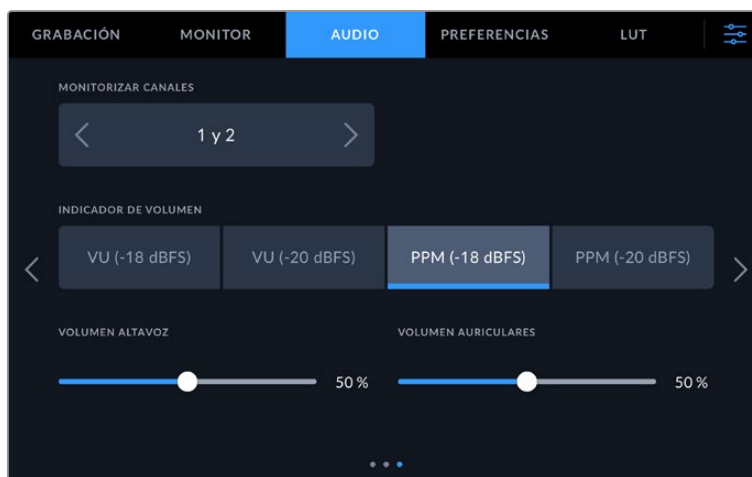 GRABACIÓN MONITOR AUDIO PREFERENCIAS LUT
MONITORIZAR CANALES
1 y 2
INDICADOR DE VOLUMEN
VU (-18 dBFS) VU (-20 dBFS) PPM (-18 dBFS) PPM (-20 dBFS)
VOLUMEN ALTAVOZ VOLUMEN AURICULARES
50 % 50 %